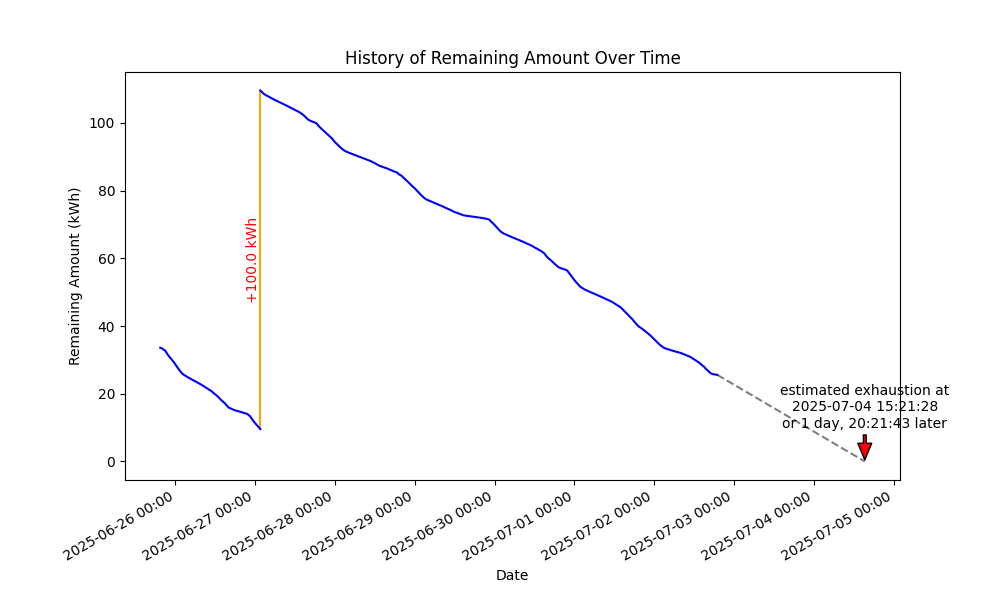 History of Remaining Amount Over Time
Remaining Amount (kWh)
100
80
60
40
20
0
+100.0 kWh
estimated exhaustion at
2025-07-04 15:21:28
or 1 day, 20:21:43 later
2025-06-26 00:00
2025-06-27 00:00
2025-06-28 00:00
2025-06-29 00:00
2025-06-30 00:00
2025-07-01 00:00
2025-07-02 00:00
2025-07-03 00:00
2025-07-04 00:00
2025-07-05 00:00
Date